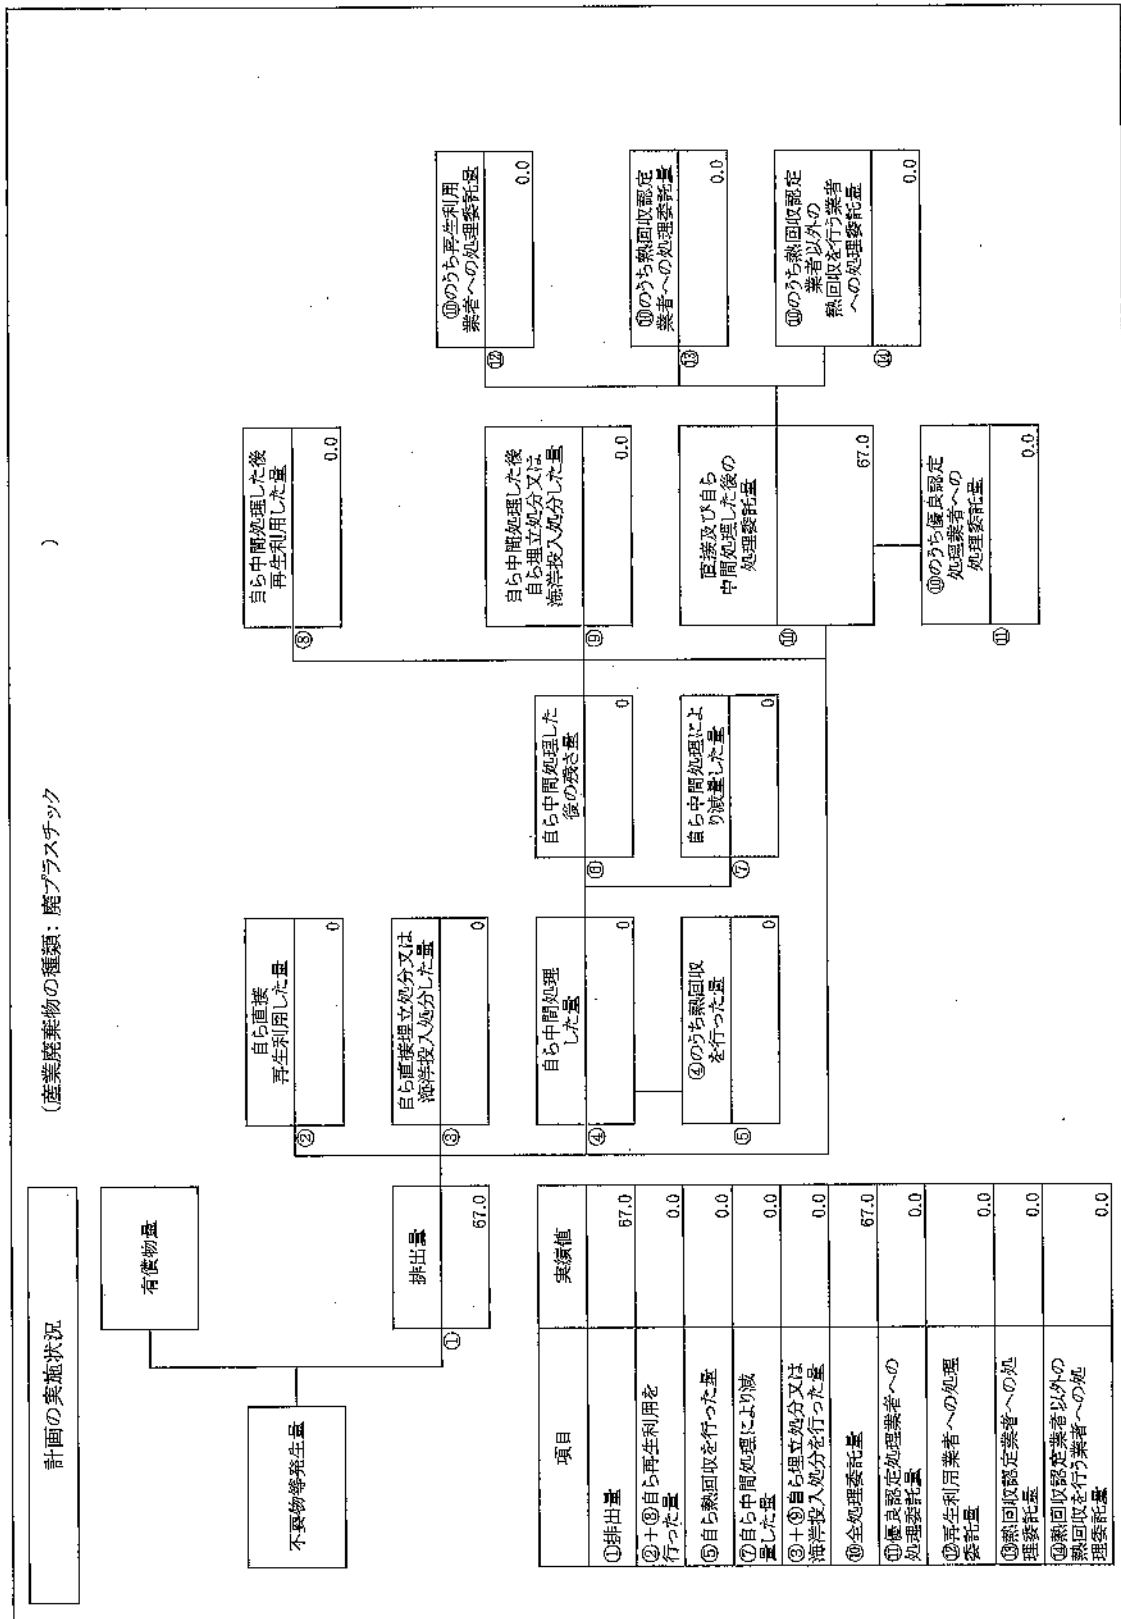 計画の実施状況
(産業廃棄物の種類：廃プラスチック
)
不要物等発生量
有償物量
排出量
①
67.0
自ら直接
再生利用した量
②
0
自ら直接埋立処分又は
海洋投入処分した量
③
0
自ら中間処理
した量
④
0
④のうち熱回収
を行った量
⑤
0
自ら中間処理した
後の残さ量
⑥
0
自ら中間処理によ
り減量した量
⑦
0
自ら中間処理した後
再生利用した量
⑧
0.0
自ら中間処理した後
自ら埋立処分又は
海洋投入処分した量
⑨
0.0
直接及び自ら
中間処理した後の
処理委託量
⑩
67.0
⑩のうち優良認定
処理業者への
処理委託量
⑪
0.0
⑩のうち再生利用
業者への処理委託量
⑫
0.0
⑩のうち熱回収認定
業者への処理委託量
⑬
0.0
⑩のうち熱回収認定
業者以外の
熱回収を行う業者
への処理委託量
⑭
0.0
項目 実績値
①排出量 67.0
②+⑧自ら再生利用を
行った量 0.0
⑤自ら熱回収を行った量 0.0
⑦自ら中間処理により減
量した量 0.0
③+⑨自ら埋立処分又は
海洋投入処分を行った量 0.0
⑩全処理委託量 67.0
⑪優良認定処理業者への
処理委託量 0.0
⑫再生利用業者への処理
委託量 0.0
⑬熱回収認定業者への処
理委託量 0.0
⑭熱回収認定業者以外の
熱回収を行う業者への処
理委託量 0.0